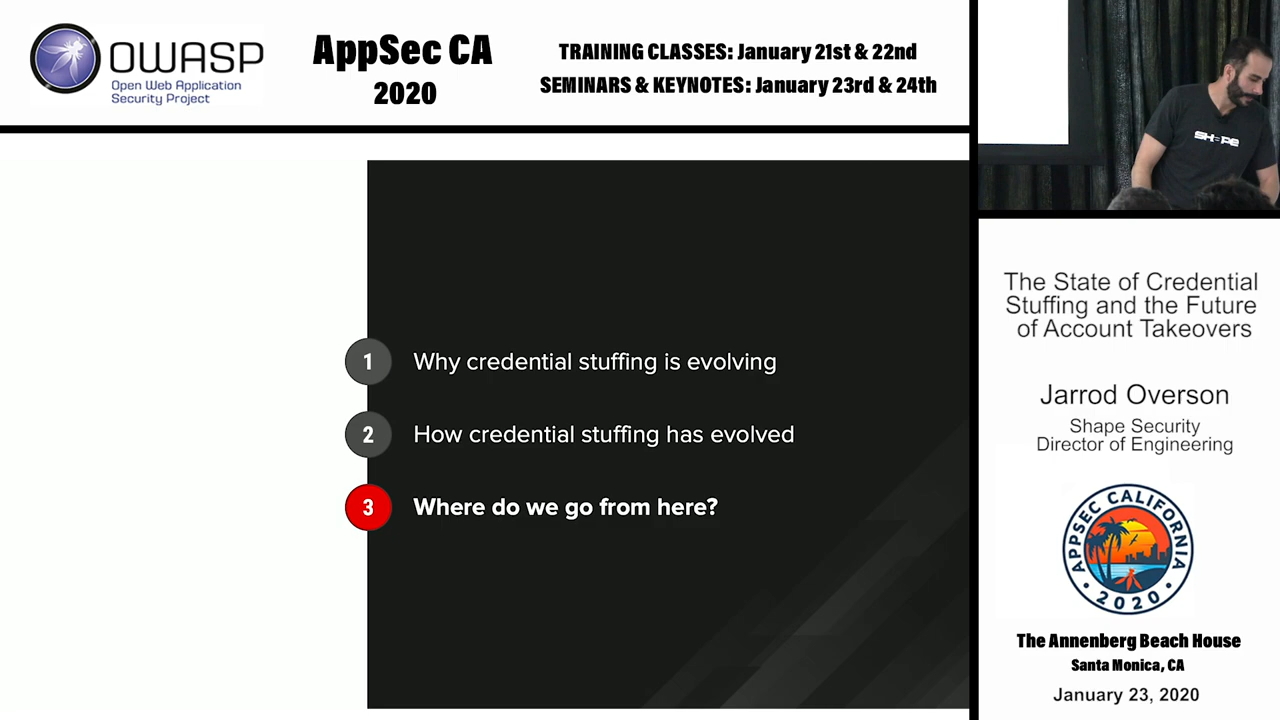 OWASP
Open Web Application
Security Project
AppSec CA
2020
TRAINING CLASSES: January 21st & 22nd
SEMINARS & KEYNOTES: January 23rd & 24th
SHAPE
1 Why credential stuffing is evolving
2 How credential stuffing has evolved
3 Where do we go from here?
The State of Credential
Stuffing and the Future
of Account Takeovers
Jarrod Overson
Shape Security
Director of Engineering
APPSEC CALIFORNIA
• 2020 •
The Annenberg Beach House
Santa Monica, CA
January 23, 2020